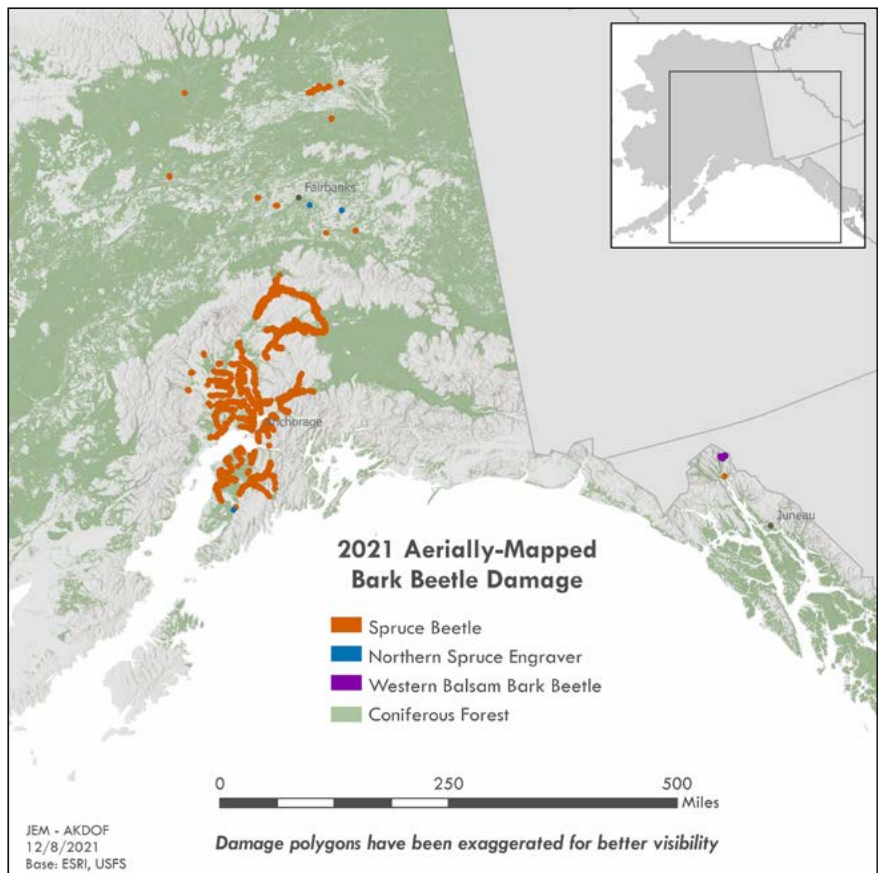 Fairbanks
Anchorage
Juneau
2021 Aerially-Mapped
Bark Beetle Damage
Spruce Beetle
Northern Spruce Engraver
Western Balsam Bark Beetle
Coniferous Forest
0 250 500
Miles
JEM - AKDOF
12/8/2021
Base: ESRI, USFS
Damage polygons have been exaggerated for better visibility